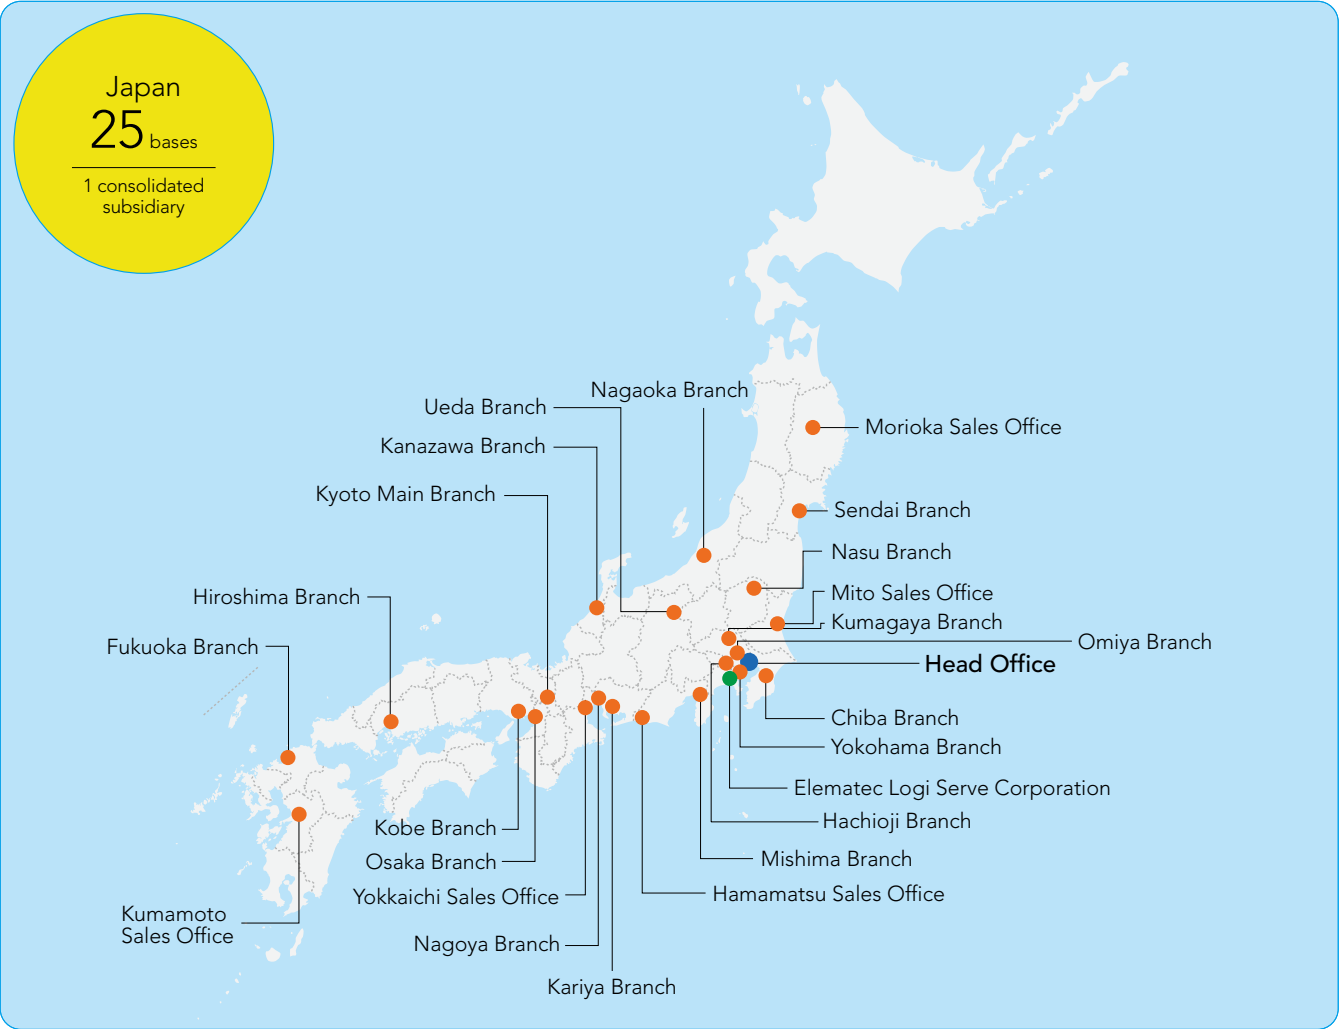 Japan
25 bases
1 consolidated
subsidiary
Nagaoka Branch
Ueda Branch
Kanazawa Branch
Kyoto Main Branch
Hiroshima Branch
Fukuoka Branch
Morioka Sales Office
Sendai Branch
Nasu Branch
Mito Sales Office
Kumagaya Branch
Omiya Branch
Head Office
Chiba Branch
Yokohama Branch
Elematec Logi Serve Corporation
Hachioji Branch
Mishima Branch
Hamamatsu Sales Office
Kobe Branch
Osaka Branch
Yokkaichi Sales Office
Nagoya Branch
Kariya Branch
Kumamoto
Sales Office